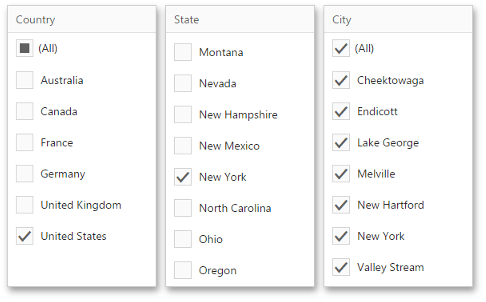 Country
(All)
Australia
Canada
France
Germany
United Kingdom
United States
State
Montana
Nevada
New Hampshire
New Mexico
New York
North Carolina
Ohio
Oregon
City
(All)
Cheektowaga
Endicott
Lake George
Melville
New Hartford
New York
Valley Stream